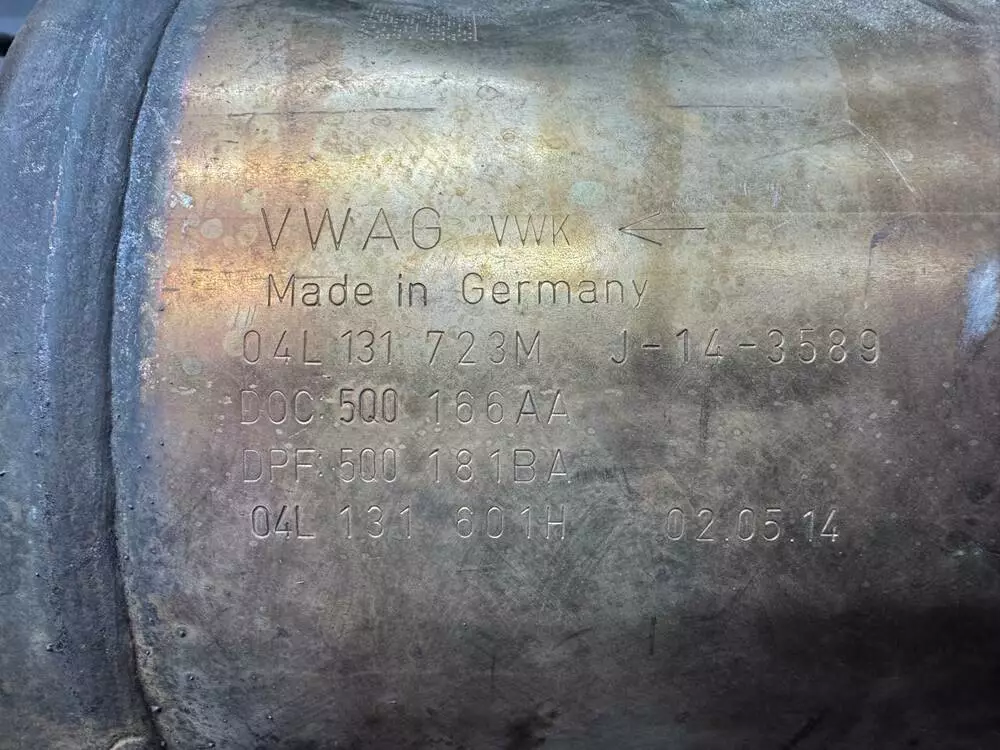 VWAG VWK ←
Made in Germany
04L 131 723M J-14-3589
DOC: 5Q0 166AA
DPF: 5Q0 181BA
04L 131 601H 02.05.14